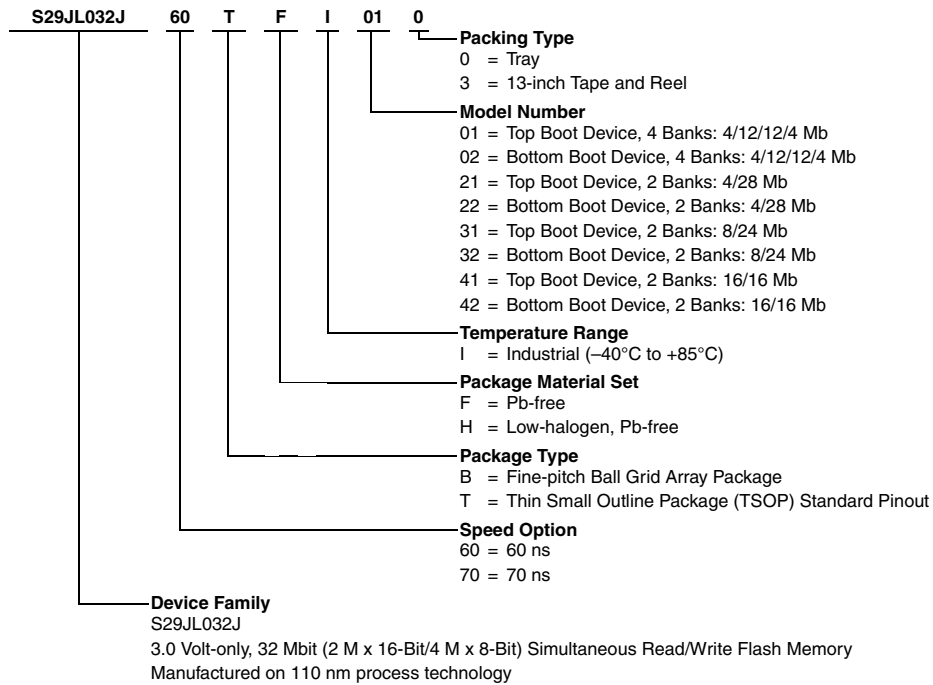 S29JL032J 60 T F I 01 0
Packing Type
0 = Tray
3 = 13-inch Tape and Reel
Model Number
01 = Top Boot Device, 4 Banks: 4/12/12/4 Mb
02 = Bottom Boot Device, 4 Banks: 4/12/12/4 Mb
21 = Top Boot Device, 2 Banks: 4/28 Mb
22 = Bottom Boot Device, 2 Banks: 4/28 Mb
31 = Top Boot Device, 2 Banks: 8/24 Mb
32 = Bottom Boot Device, 2 Banks: 8/24 Mb
41 = Top Boot Device, 2 Banks: 16/16 Mb
42 = Bottom Boot Device, 2 Banks: 16/16 Mb
Temperature Range
I = Industrial (–40°C to +85°C)
Package Material Set
F = Pb-free
H = Low-halogen, Pb-free
Package Type
B = Fine-pitch Ball Grid Array Package
T = Thin Small Outline Package (TSOP) Standard Pinout
Speed Option
60 = 60 ns
70 = 70 ns
Device Family
S29JL032J
3.0 Volt-only, 32 Mbit (2 M x 16-Bit/4 M x 8-Bit) Simultaneous Read/Write Flash Memory
Manufactured on 110 nm process technology